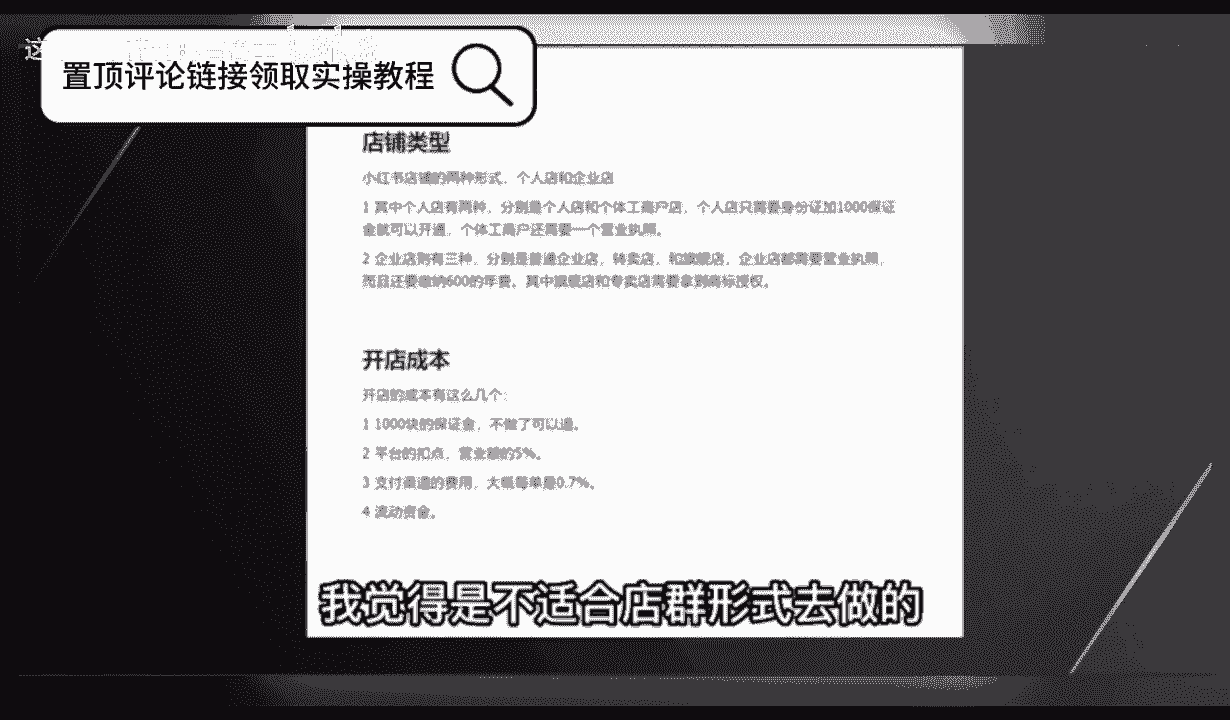 这
置顶评论链接领取实操教程
店铺类型
小红书店铺的两种形式，个人店和企业店
1 其中个人店有两种，分别是个人店和个体工商户店，个人店只需要身份证加1000保证
金就可以开通，个体工商户还需要一个营业执照。
2 企业店则有三种，分别是普通企业店，专卖店，和旗舰店，企业店都需要营业执照，
而且还要缴纳600的年费，其中旗舰店和专卖店需要拿到商标授权。
开店成本
开店的成本有这么几个：
1 1000块的保证金，不做了可以退。
2 平台的扣点，营业额的5%。
3 支付渠道的费用，大概每单是0.7%。
4 流动资金。
我觉得是不适合店群形式去做的